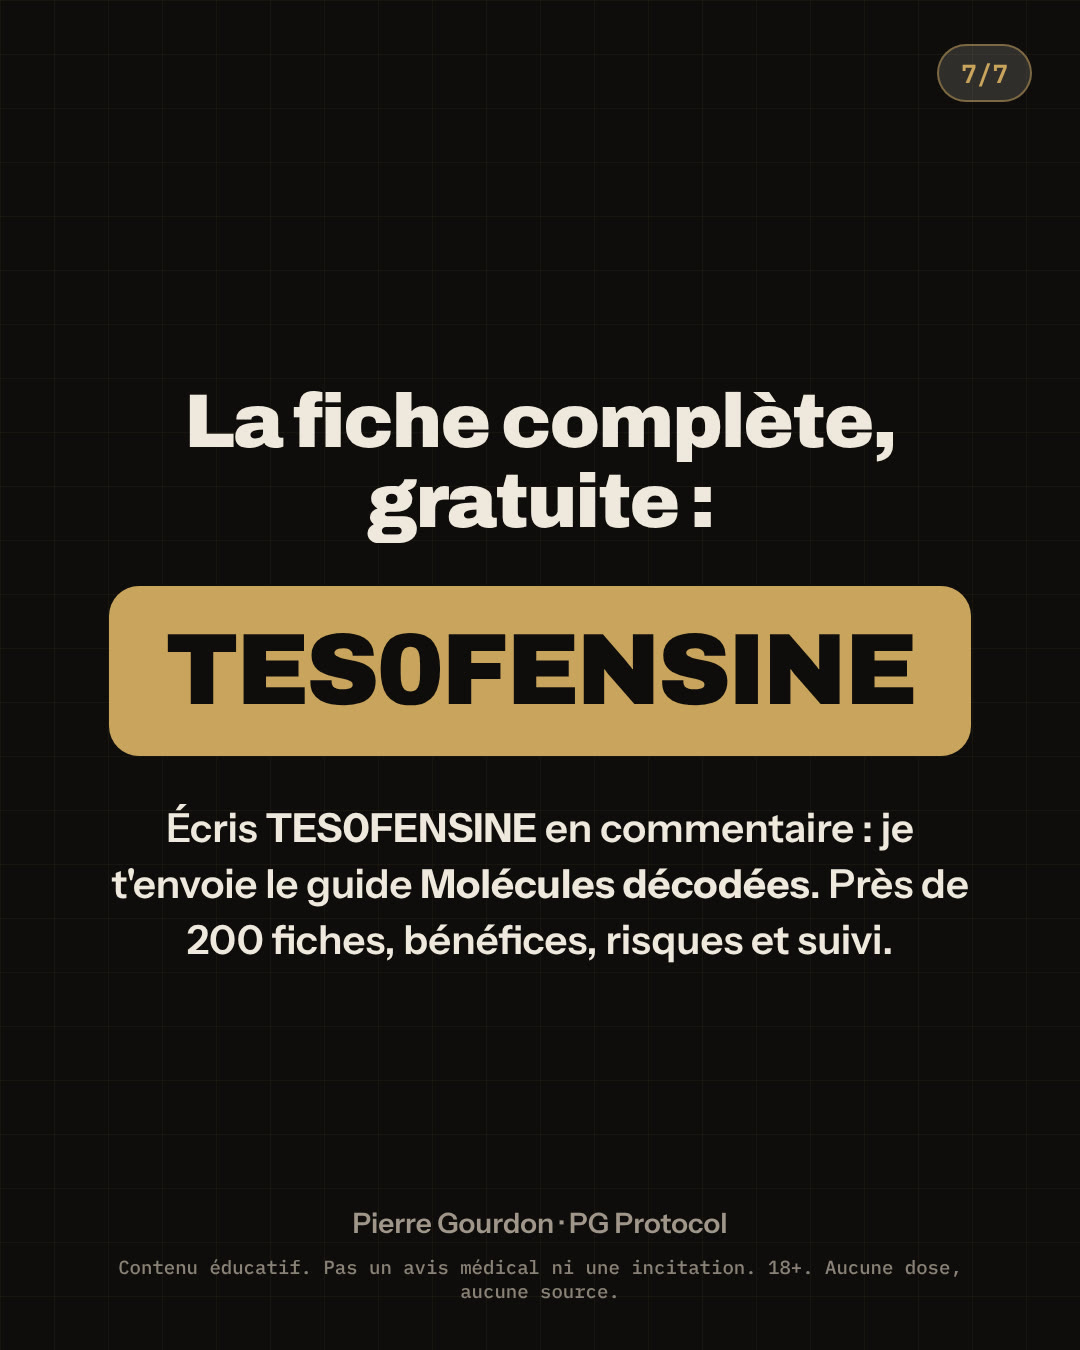 7/7
La fiche complète,
gratuite :
TES0FENSINE
Écris TES0FENSINE en commentaire : je
t'envoie le guide Molécules décodées. Près de
200 fiches, bénéfices, risques et suivi.
Pierre Gourdon · PG Protocol
Contenu éducatif. Pas un avis médical ni une incitation. 18+. Aucune dose,
aucune source.